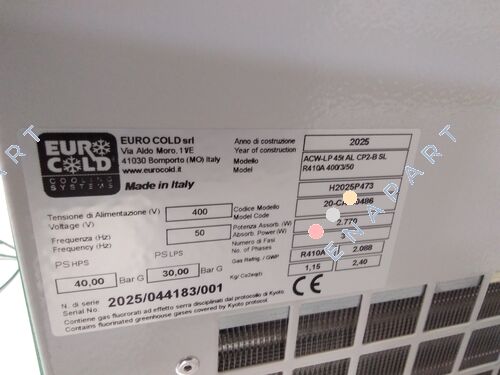 EURO COLD
COOLING SYSTEMS
EURO COLD srl
Via Aldo Moro. 1\/E
41030 Bomporto (MO) Italy
www.eurocold.it
Made in Italy
Anno di costruzione
Year of construction
2025
Modello
Model
ACW-LP 45t AL CP2-B SL
R410A 400/3/50
H2025P473
Tensione di Alimentazione (V)
Voltage (V)
400
Codice Modello
Model Code
Frequenza (Hz)
Frequency (Hz)
50
Potenza Assorb. (W)
Absorb. Power (W)
2.770
Numero di Fasi
No. of Phases
PS HPS
PS LPS
40,00 Bar G
30,00 Bar G
Gas Refrig. / GWP
R410A
2.088
Kg/ Co2eq(t)
1,15
2,40
N. di serie
Serial No.
2025/044183/001
CE
Contiene gas fluororati ad effetto serra disciplinati dal protocollo di Kyoto.
Contains fluorinated greenhouse gases covered by Kyoto protocol.
ENAPART